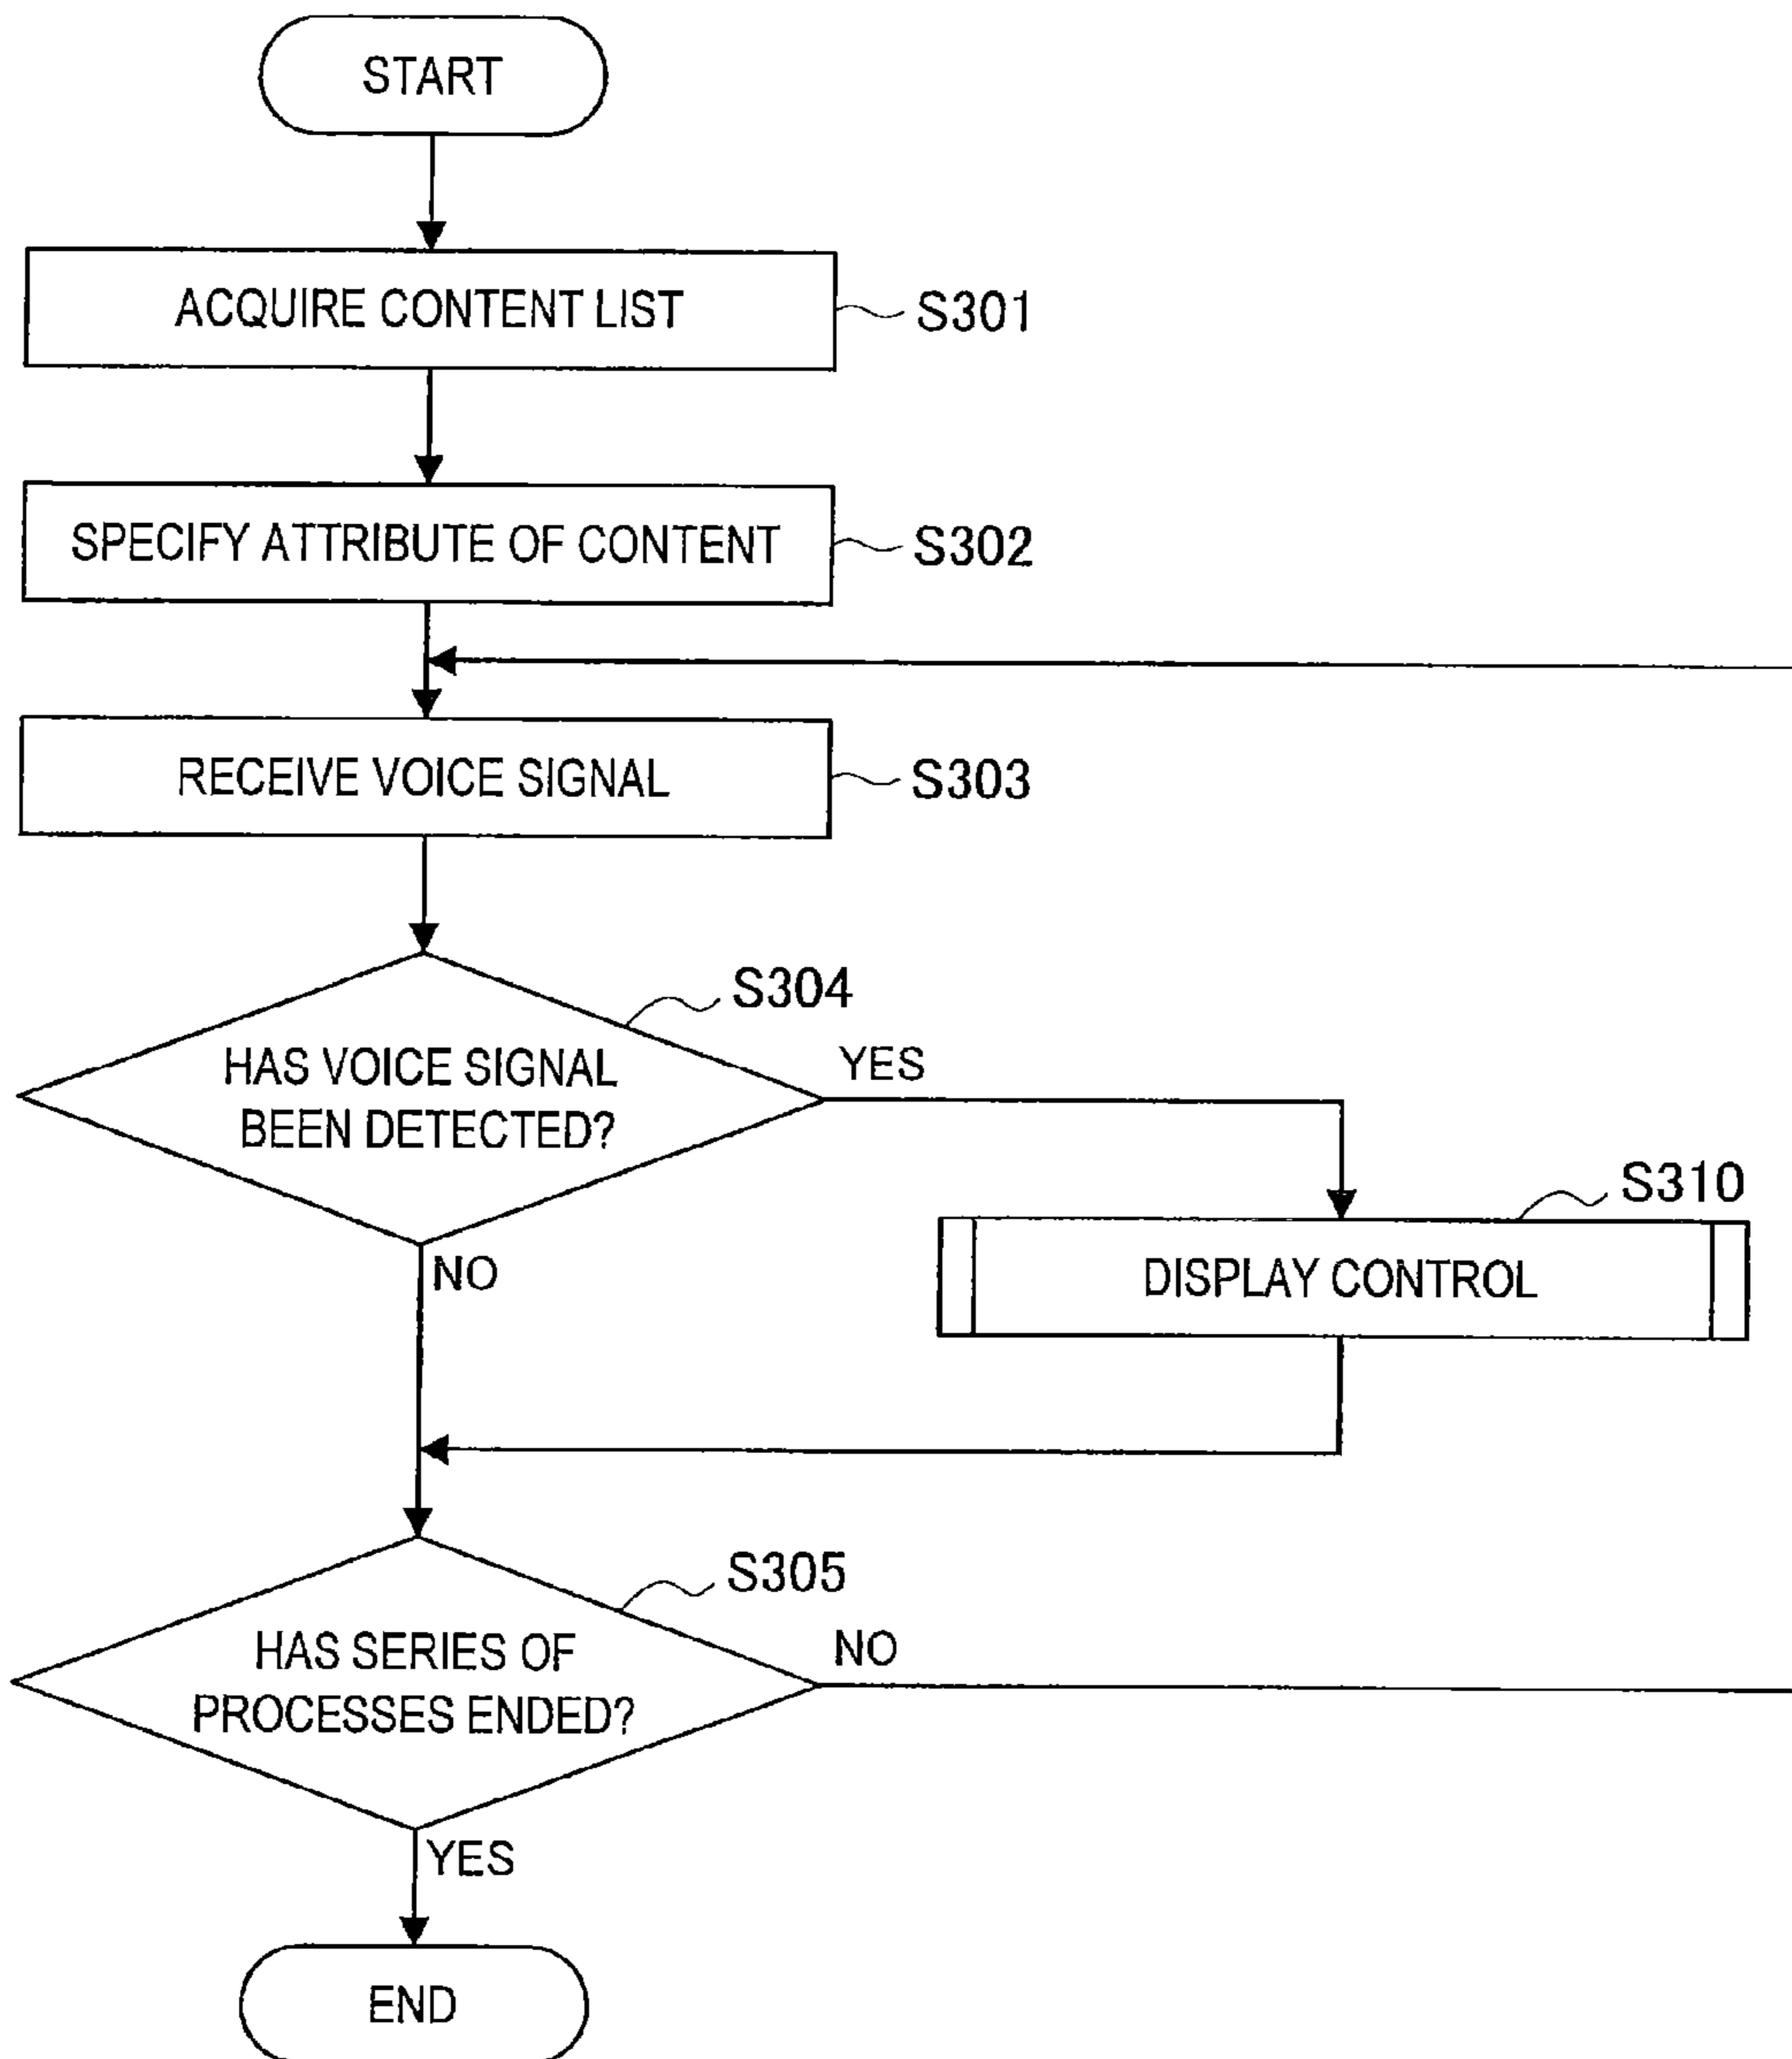 START
ACQUIRE CONTENT LIST
S301
SPECIFY ATTRIBUTE OF CONTENT
S302
RECEIVE VOICE SIGNAL
S303
S304
HAS VOICE SIGNAL
BEEN DETECTED?
YES
NO
S310
DISPLAY CONTROL
S305
HAS SERIES OF
PROCESSES ENDED?
NO
YES
END